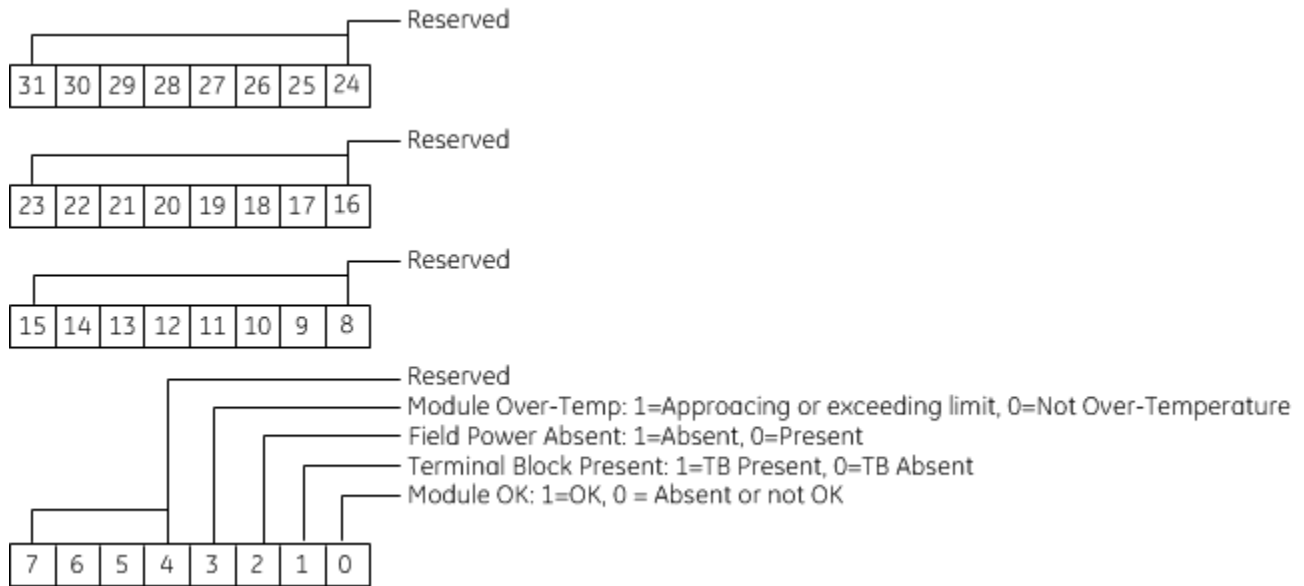 Reserved
31 30 29 28 27 26 25 24
Reserved
23 22 21 20 19 18 17 16
Reserved
15 14 13 12 11 10 9 8
Reserved
Module Over-Temp: 1=Approacing or exceeding limit, 0=Not Over-Temperature
Field Power Absent: 1=Absent, 0=Present
Terminal Block Present: 1=TB Present, 0=TB Absent
Module OK: 1=OK, 0 = Absent or not OK
7 6 5 4 3 2 1 0